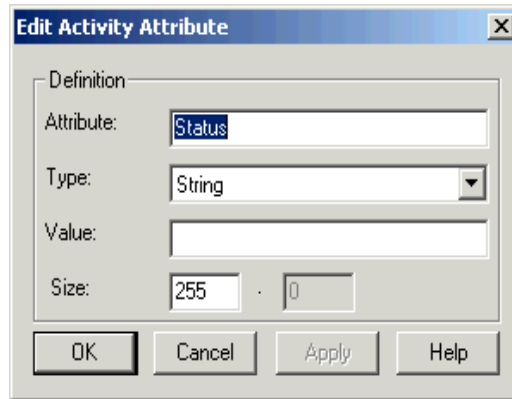 Edit Activity Attribute
Definition
Attribute: Status
Type: String
Value:
Size: 255 . 0
OK Cancel Apply Help